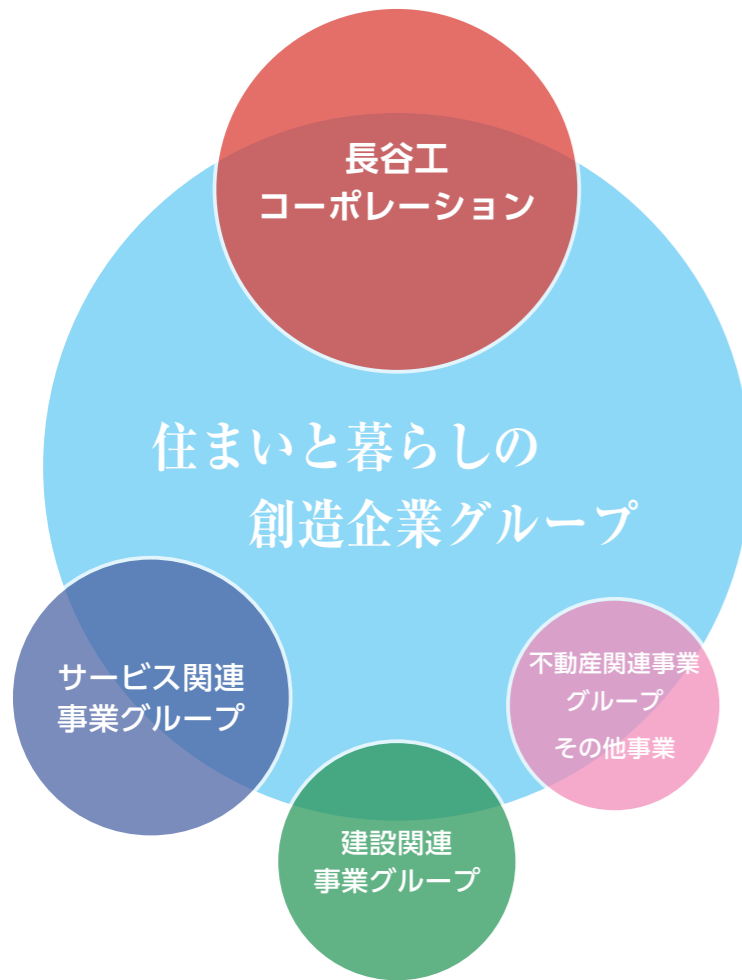 長谷工
コーポレーション
住まいと暮らしの
創造企業グループ
サービス関連
事業グループ
不動産関連事業
グループ
その他事業
建設関連
事業グループ